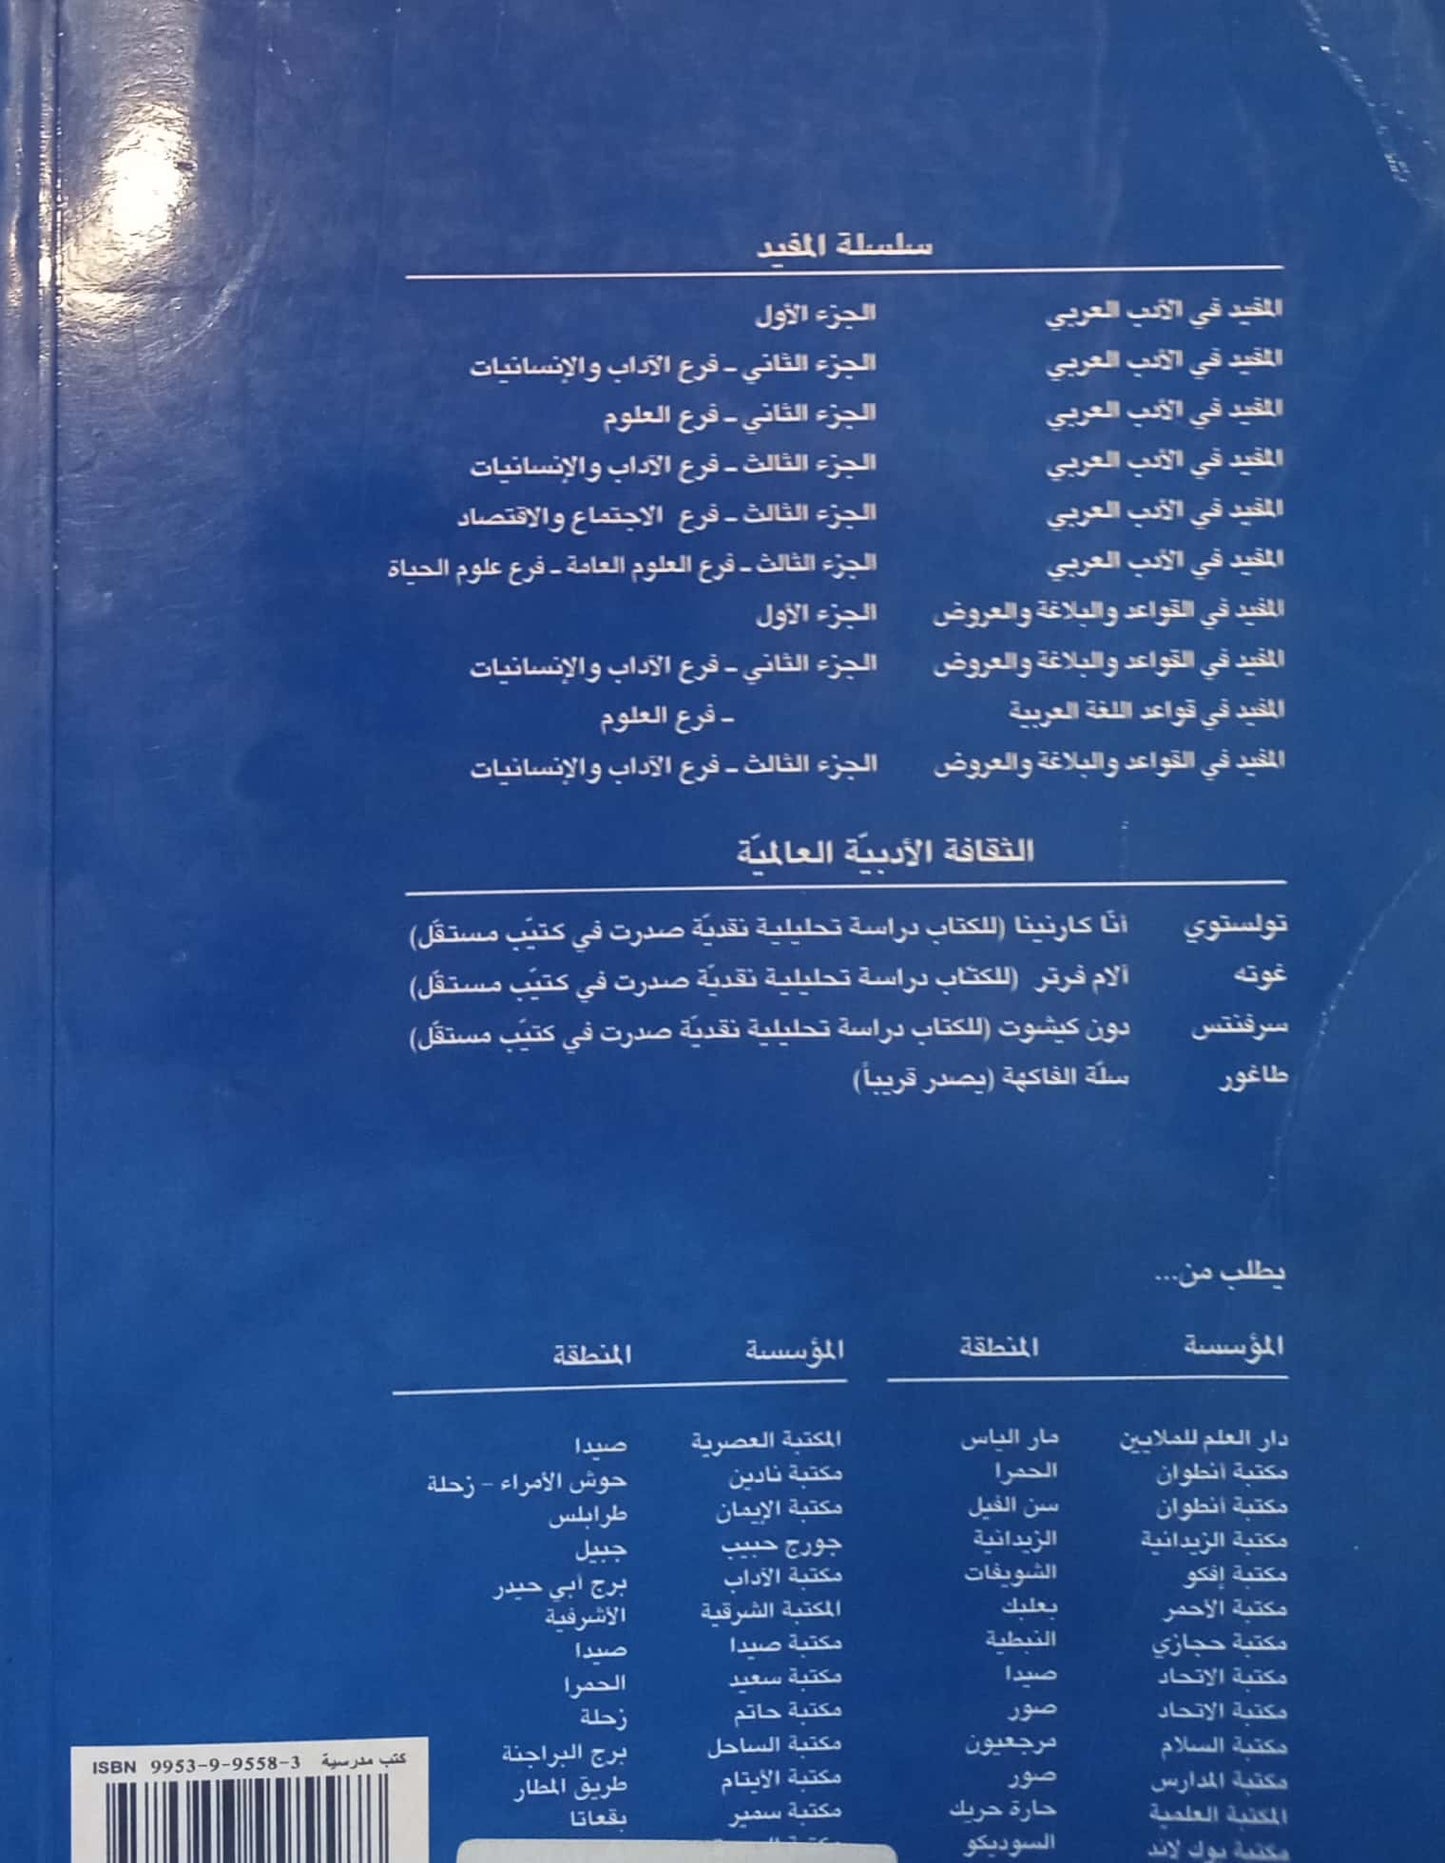 سلسلة المفيد
المفيد في الأدب العربي الجزء الأول
المفيد في الأدب العربي الجزء الثاني ـ فرع الآداب والإنسانيات
المفيد في الأدب العربي الجزء الثاني ـ فرع العلوم
المفيد في الأدب العربي الجزء الثالث ـ فرع الآداب والإنسانيات
المفيد في الأدب العربي الجزء الثالث ـ فرع الاجتماع والاقتصاد
المفيد في الأدب العربي الجزء الثالث ـ فرع العلوم العامة ـ فرع علوم الحياة
المفيد في القواعد والبلاغة والعروض الجزء الأول
المفيد في القواعد والبلاغة والعروض الجزء الثاني ـ فرع الآداب والإنسانيات
المفيد في قواعد اللغة العربية ـ فرع العلوم
المفيد في القواعد والبلاغة والعروض الجزء الثالث ـ فرع الآداب والإنسانيات
الثقافة الأدبيّة العالميّة
تولستوي أنّا كارنينا (للكتاب دراسة تحليلية نقديّة صدرت في كتيّب مستقلّ)
غوته آلام فرتر (للكتاب دراسة تحليلية نقديّة صدرت في كتيّب مستقلّ)
سرفنتس دون كيشوت (للكتاب دراسة تحليلية نقديّة صدرت في كتيّب مستقلّ)
طاغور سلّة الفاكهة (يصدر قريباً)
يطلب من...
المؤسسة المنطقة المؤسسة المنطقة
دار العلم للملايين مار الياس المكتبة العصرية صيدا
مكتبة أنطوان الحمرا مكتبة نادين حوش الأمراء - زحلة
مكتبة أنطوان سن الفيل مكتبة الإيمان طرابلس
مكتبة الزيدانية الزيدانية جورج حبيب جبيل
مكتبة إفكو الشويفات مكتبة الآداب برج أبي حيدر
مكتبة الأحمر بعلبك المكتبة الشرقية الأشرفية
مكتبة حجازي النبطية مكتبة صيدا صيدا
مكتبة الاتحاد صيدا مكتبة سعيد الحمرا
مكتبة الاتحاد صور مكتبة حاتم زحلة
مكتبة السلام مرجعيون مكتبة الساحل برج البراجنة
مكتبة المدارس صور مكتبة الأيتام طريق المطار
المكتبة العلمية حارة حريك مكتبة سمير بقعاتا
مكتبة بوك لاند السوديكو
كتب مدرسية ISBN 9953-9-9558-3